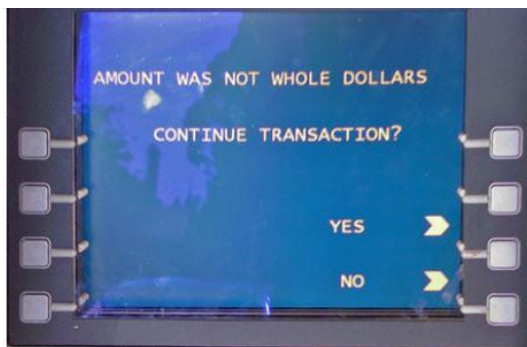 AMOUNT WAS NOT WHOLE DOLLARS
CONTINUE TRANSACTION?
YES
NO